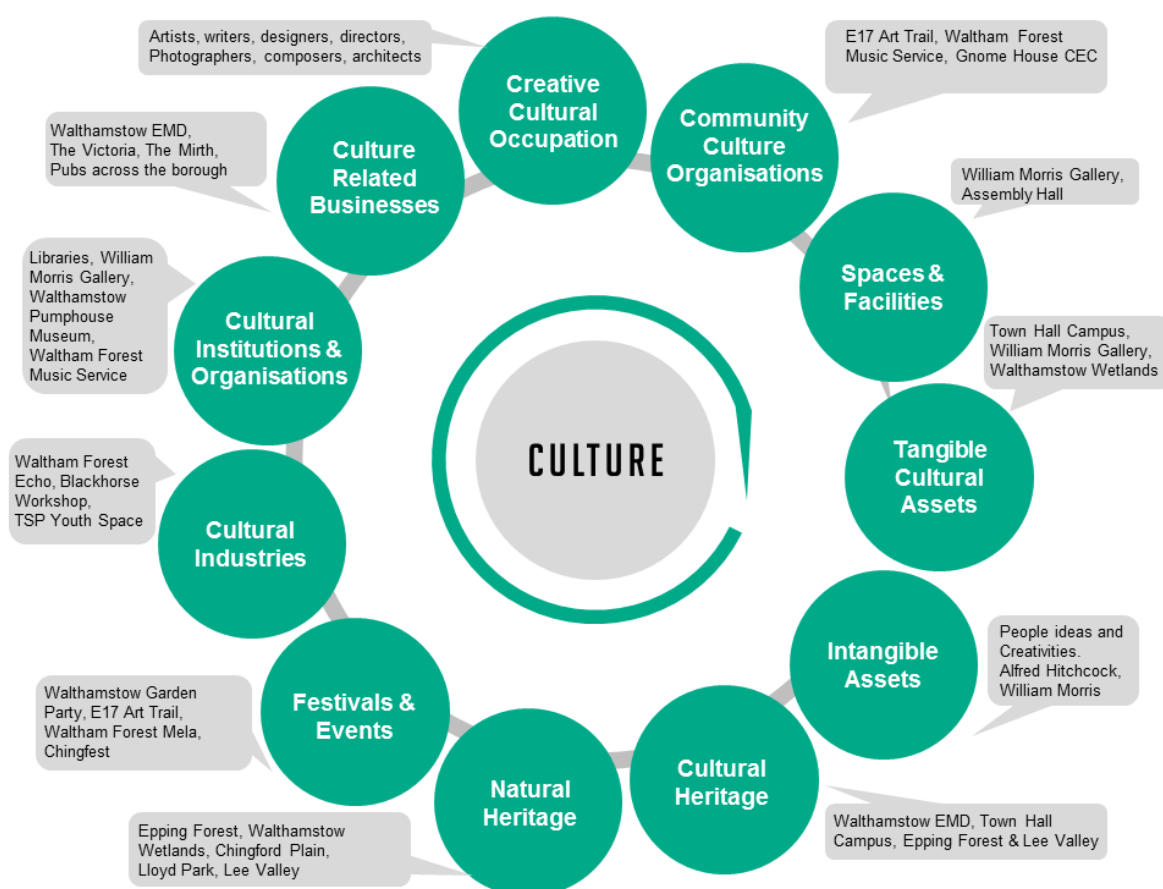 Artists, writers, designers, directors,
Photographers, composers, architects
Creative
Cultural
Occupation
E17 Art Trail, Waltham Forest
Music Service, Gnome House CEC
Community
Culture
Organisations
William Morris Gallery,
Assembly Hall
Spaces &
Facilities
Town Hall Campus,
William Morris Gallery,
Walthamstow Wetlands
Tangible
Cultural
Assets
People ideas and
Creativities.
Alfred Hitchcock,
William Morris
Intangible
Assets
Walthamstow EMD, Town Hall
Campus, Epping Forest & Lee Valley
Cultural
Heritage
Epping Forest, Walthamstow
Wetlands, Chingford Plain,
Lloyd Park, Lee Valley
Natural
Heritage
Walthamstow Garden
Party, E17 Art Trail,
Waltham Forest Mela,
Chingfest
Festivals &
Events
Waltham Forest
Echo, Blackhorse
Workshop,
TSP Youth Space
Cultural
Industries
Libraries, William
Morris Gallery,
Walthamstow
Pumphouse
Museum,
Waltham Forest
Music Service
Cultural
Institutions &
Organisations
Walthamstow EMD,
The Victoria, The Mirth,
Pubs across the borough
Culture
Related
Businesses
CULTURE